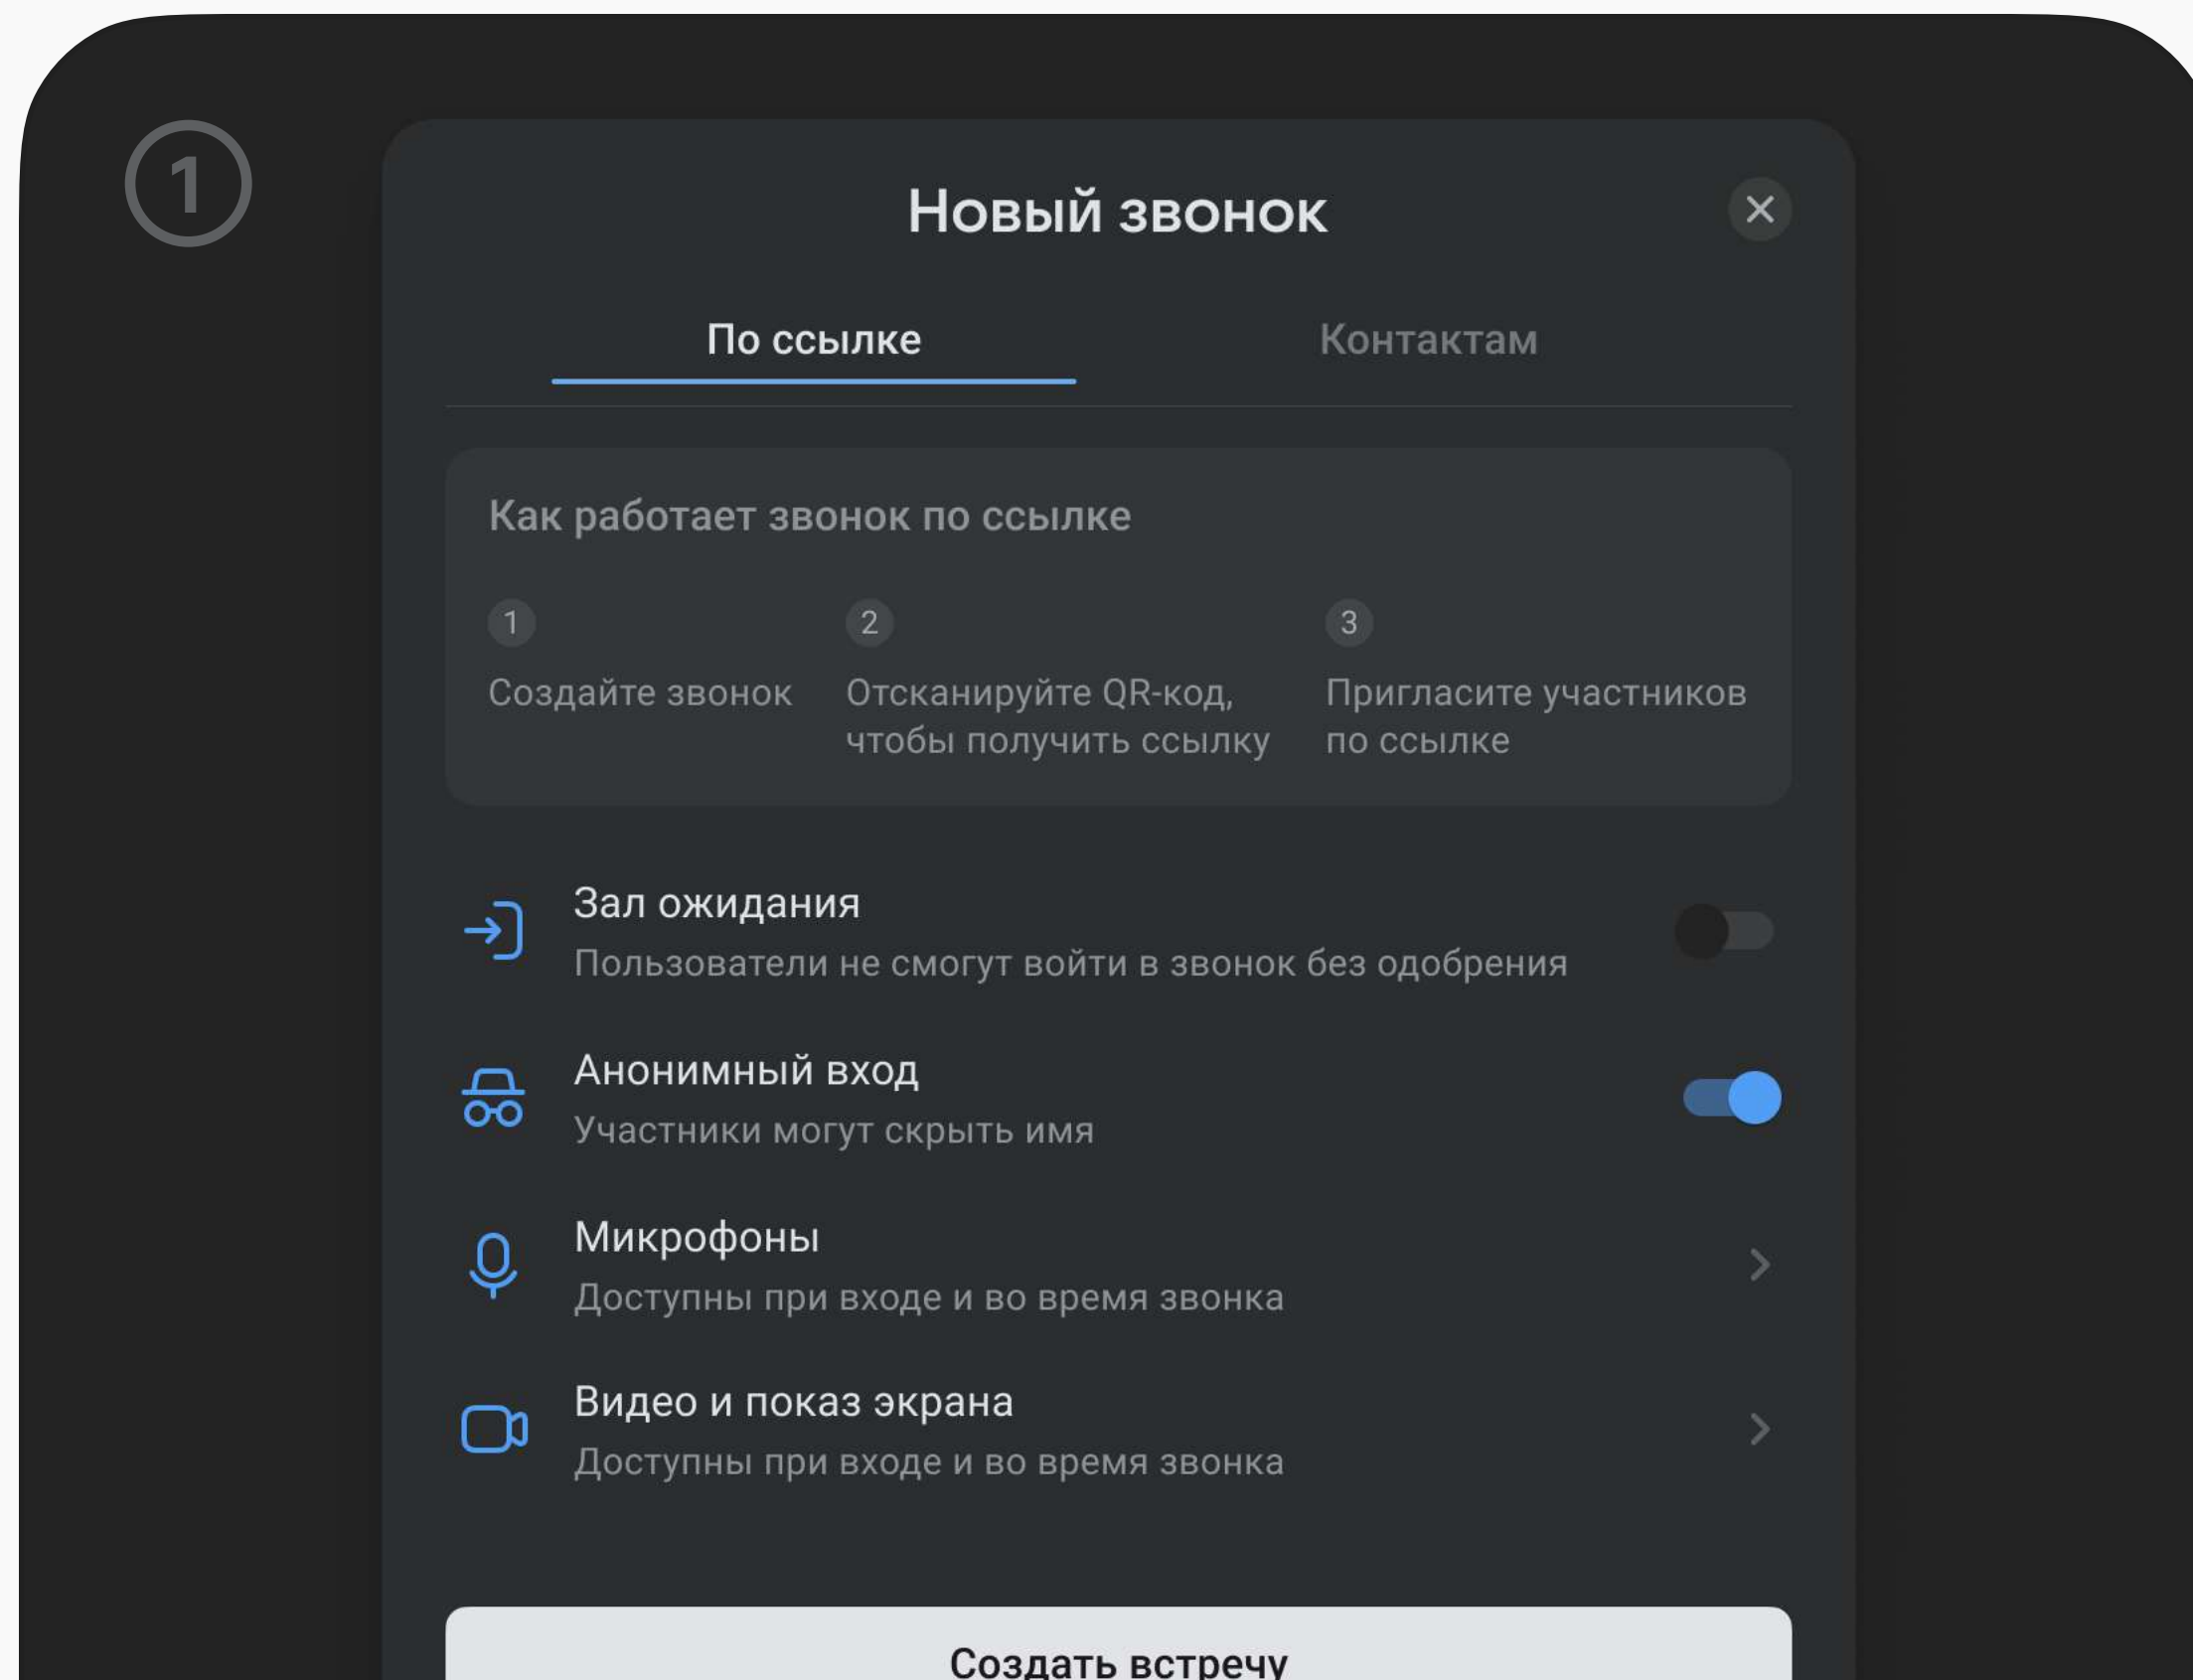 1
Новый звонок
По ссылке
Контактам
Как работает звонок по ссылке
1
Создайте звонок
2
Отсканируйте QR-код,
чтобы получить ссылку
3
Пригласите участников
по ссылке
Зал ожидания
Пользователи не смогут войти в звонок без одобрения
Анонимный вход
Участники могут скрыть имя
Микрофоны
Доступны при входе и во время звонка
Видео и показ экрана
Доступны при входе и во время звонка
Создать встречу